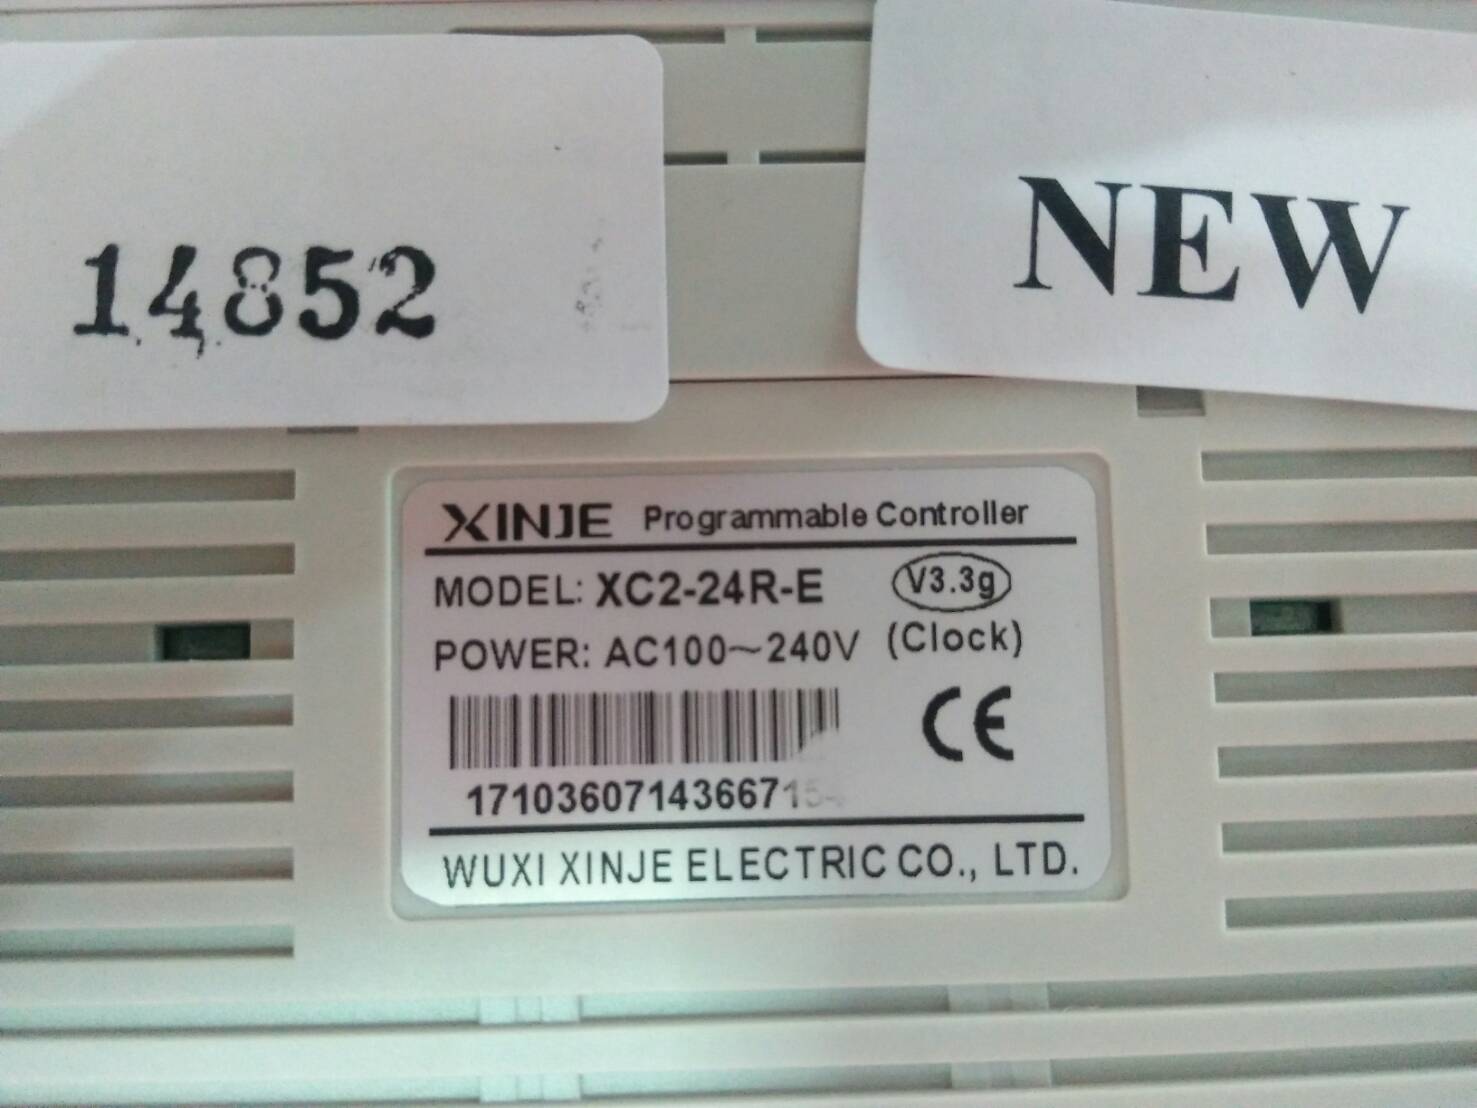 14852
NEW
XINJE Programmable Controller
MODEL: XC2-24R-E V3.3g
POWER: AC100~240V (Clock)
CE
WUXI XINJE ELECTRIC CO., LTD.